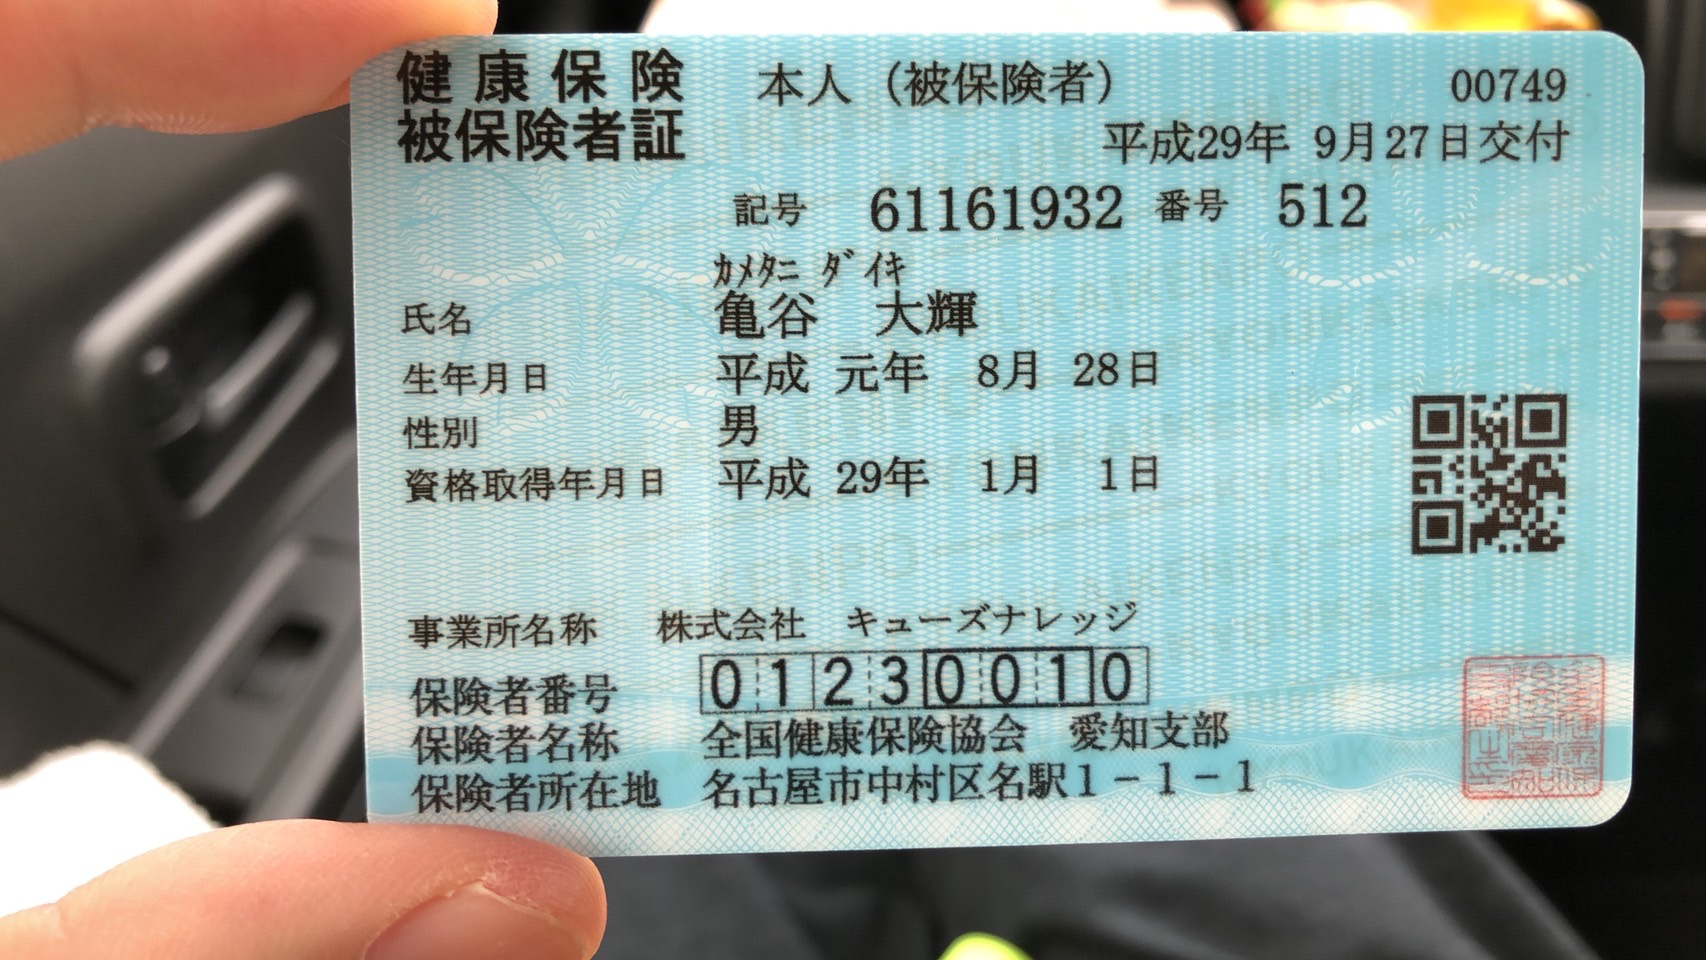 健康保険
被保険者証
本人（被保険者）
00749
平成29年 9月27日交付
記号 61161932 番号 512
ｶﾒﾀﾆ ﾀﾞｲｷ
氏名 亀谷 大輝
生年月日 平成 元年 8月 28日
性別 男
資格取得年月日 平成 29年 1月 1日
事業所名称 株式会社 キューズナレッジ
保険者番号 01230010
保険者名称 全国健康保険協会 愛知支部
保険者所在地 名古屋市中村区名駅1－1－1